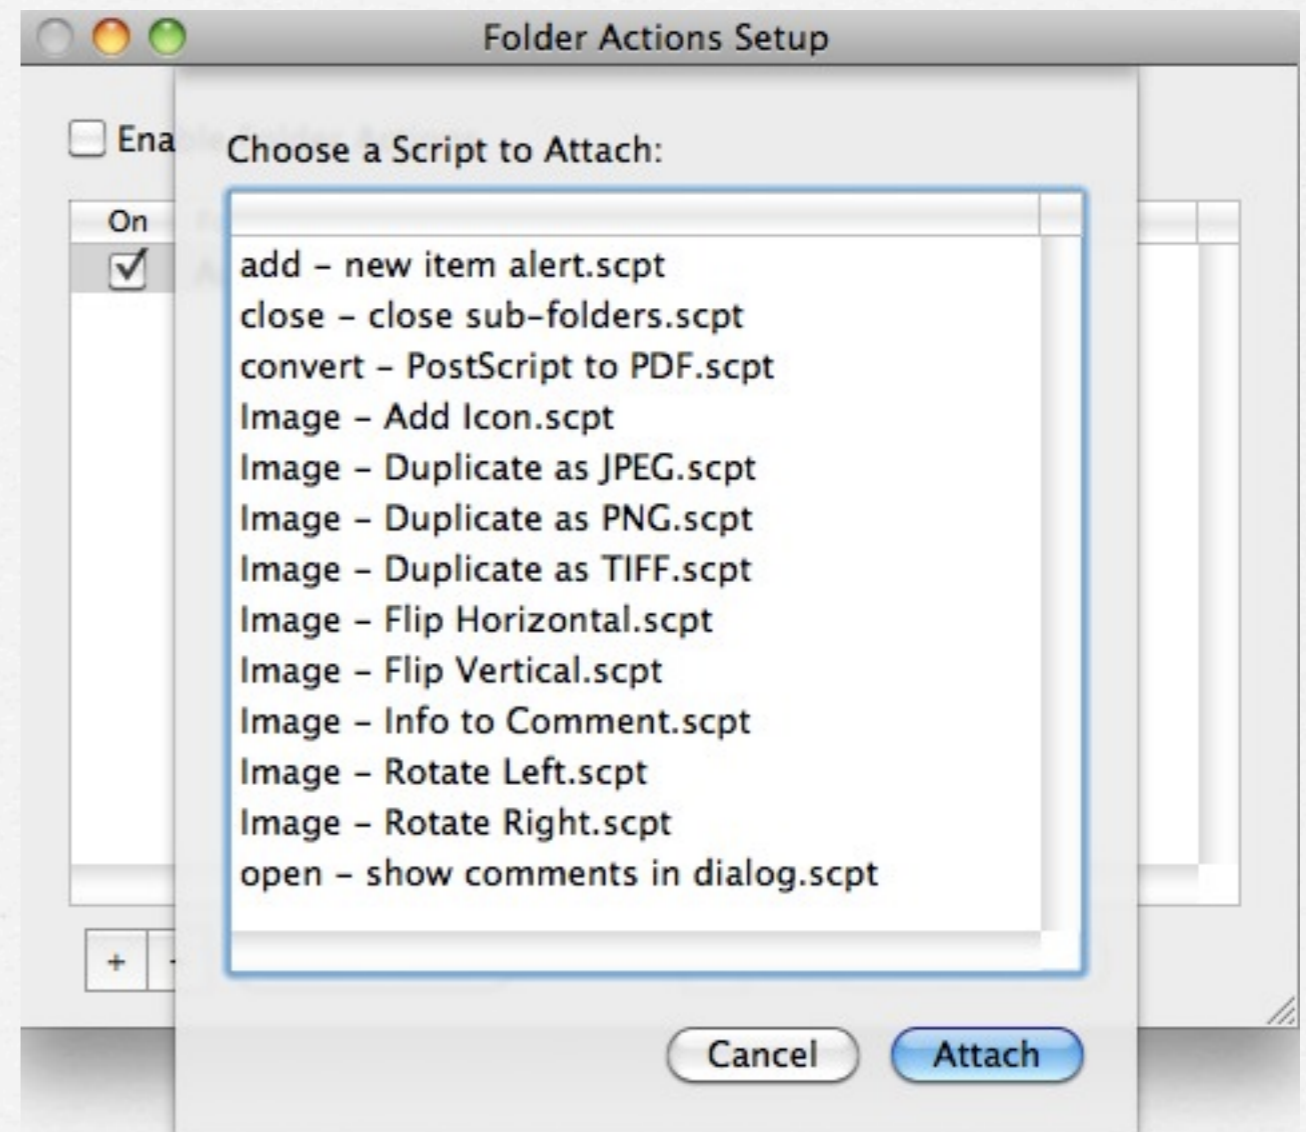 Folder Actions Setup
Ena
Choose a Script to Attach:
On
add – new item alert.scpt
close – close sub-folders.scpt
convert – PostScript to PDF.scpt
Image – Add Icon.scpt
Image – Duplicate as JPEG.scpt
Image – Duplicate as PNG.scpt
Image – Duplicate as TIFF.scpt
Image – Flip Horizontal.scpt
Image – Flip Vertical.scpt
Image – Info to Comment.scpt
Image – Rotate Left.scpt
Image – Rotate Right.scpt
open – show comments in dialog.scpt
+
Cancel Attach